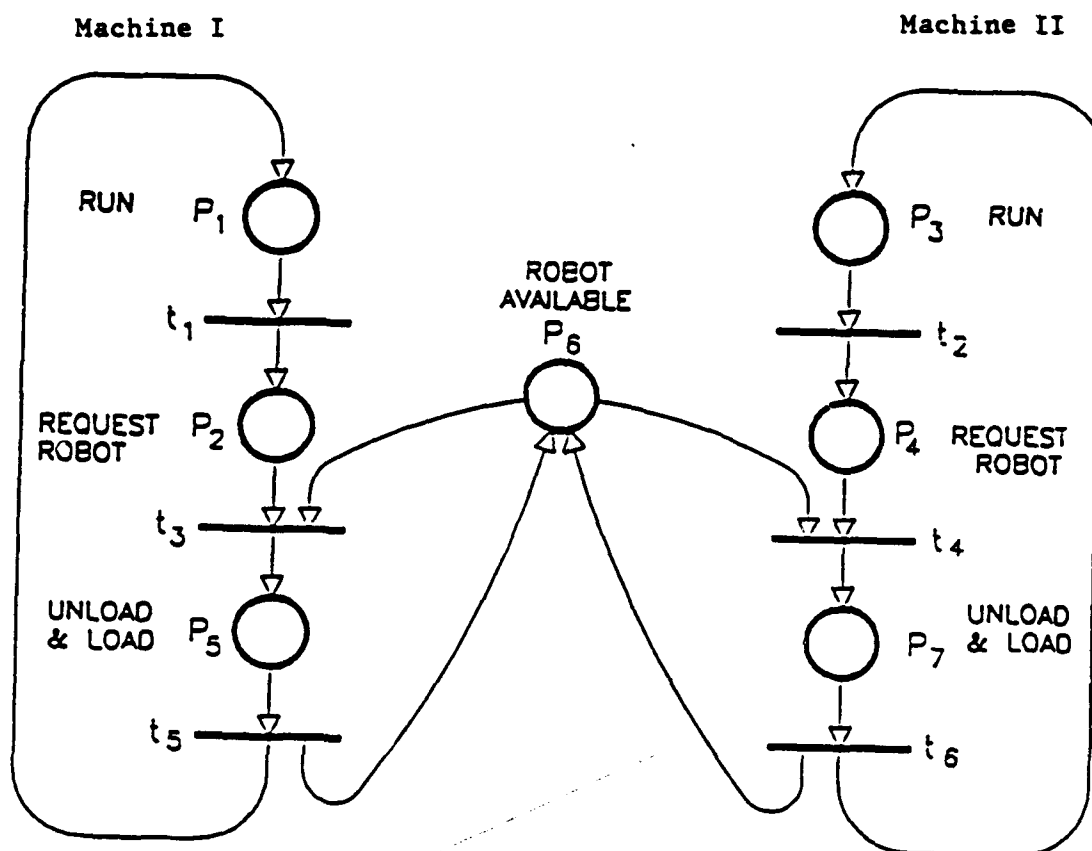 Machine I
Machine II
RUN
P1
P3
RUN
ROBOT
AVAILABLE
P6
t1
t2
REQUEST
ROBOT
P2
P4
REQUEST
ROBOT
t3
t4
UNLOAD
& LOAD
P5
P7
UNLOAD
& LOAD
t5
t6